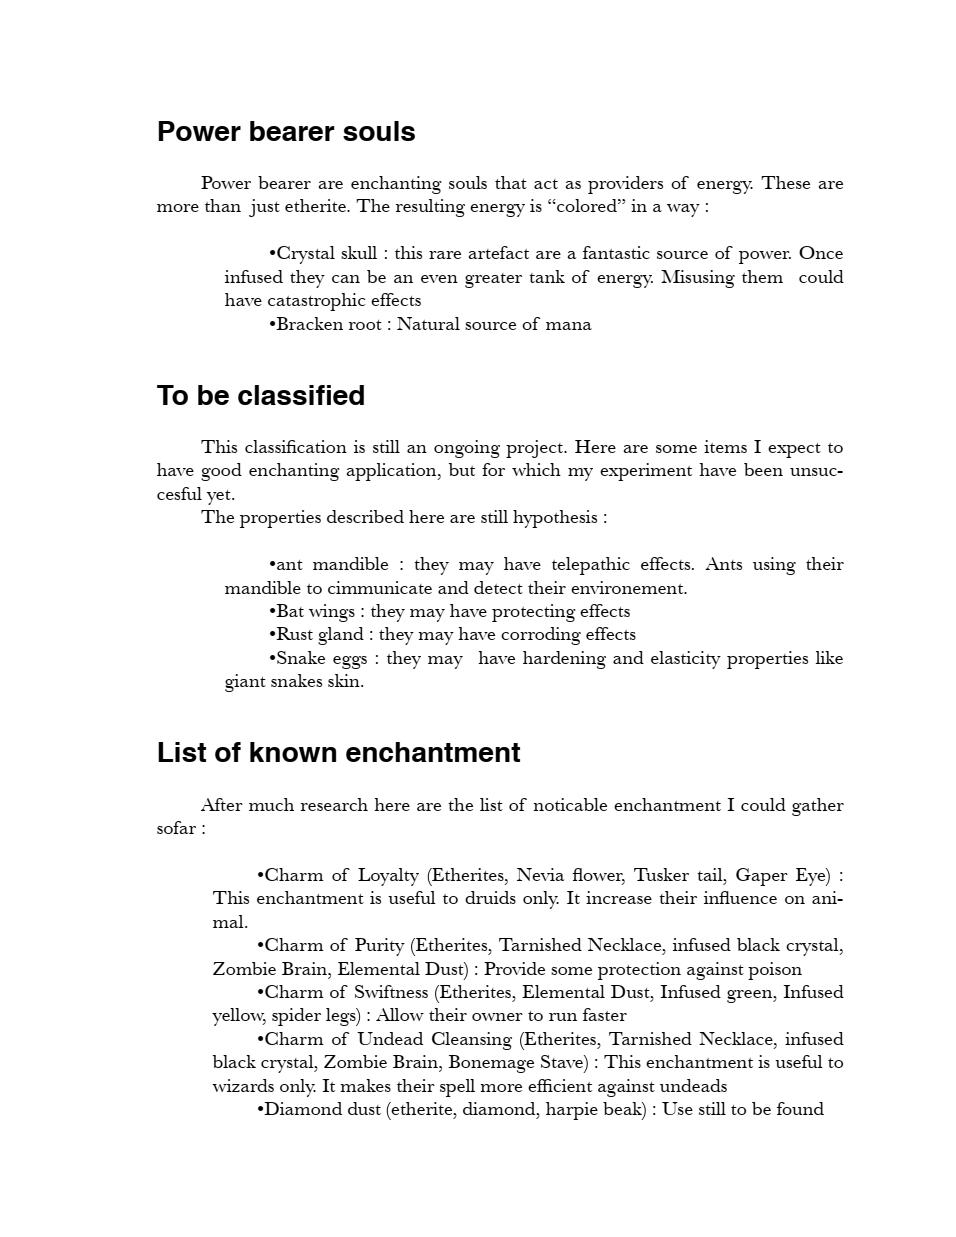 Power bearer souls
Power bearer are enchanting souls that act as providers of energy. These are
more than just etherite. The resulting energy is “colored” in a way :
•Crystal skull : this rare artefact are a fantastic source of power. Once
infused they can be an even greater tank of energy. Misusing them could
have catastrophic effects
•Bracken root : Natural source of mana
To be classified
This classification is still an ongoing project. Here are some items I expect to
have good enchanting application, but for which my experiment have been unsuc-
cesful yet.
The properties described here are still hypothesis :
•ant mandible : they may have telepathic effects. Ants using their
mandible to cimmunicate and detect their environement.
•Bat wings : they may have protecting effects
•Rust gland : they may have corroding effects
•Snake eggs : they may have hardening and elasticity properties like
giant snakes skin.
List of known enchantment
After much research here are the list of noticable enchantment I could gather
sofar :
•Charm of Loyalty (Etherites, Nevia flower, Tusker tail, Gaper Eye) :
This enchantment is useful to druids only. It increase their influence on ani-
mal.
•Charm of Purity (Etherites, Tarnished Necklace, infused black crystal,
Zombie Brain, Elemental Dust) : Provide some protection against poison
•Charm of Swiftness (Etherites, Elemental Dust, Infused green, Infused
yellow, spider legs) : Allow their owner to run faster
•Charm of Undead Cleansing (Etherites, Tarnished Necklace, infused
black crystal, Zombie Brain, Bonemage Stave) : This enchantment is useful to
wizards only. It makes their spell more efficient against undeads
•Diamond dust (etherite, diamond, harpie beak) : Use still to be found